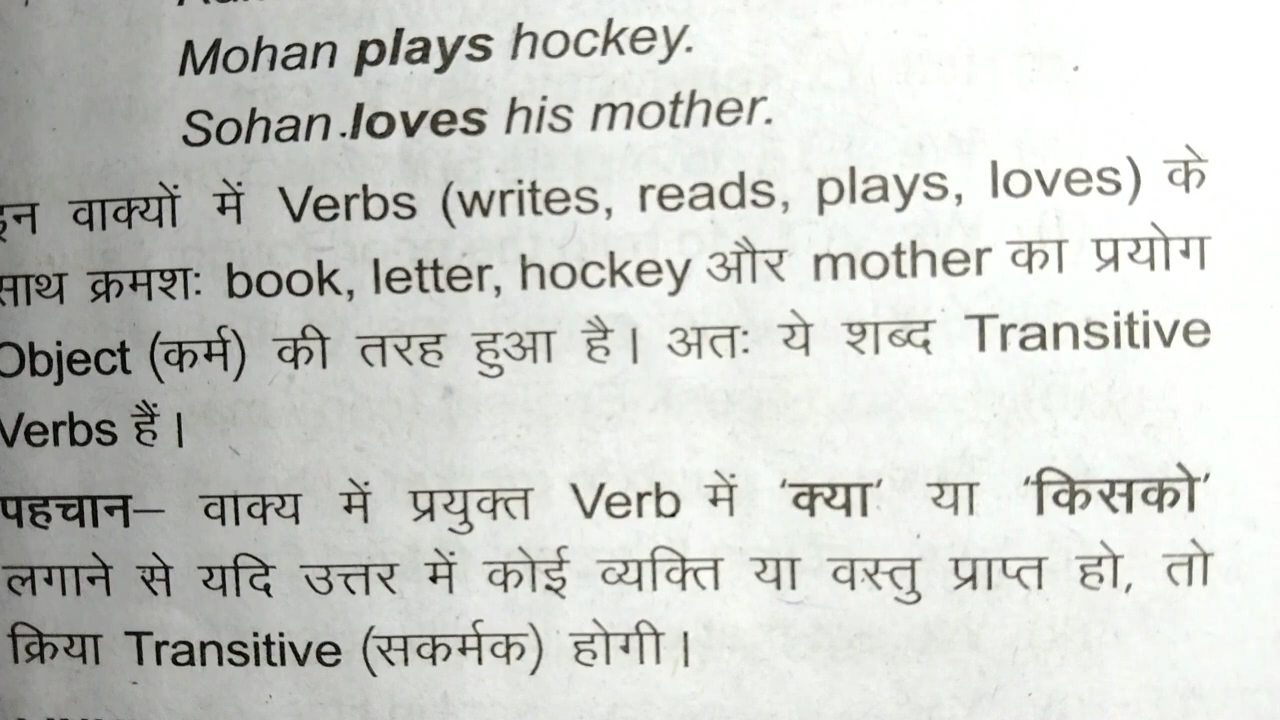 Mohan plays hockey.
Sohan loves his mother.
इन वाक्यों में Verbs (writes, reads, plays, loves) के
साथ क्रमशः book, letter, hockey और mother का प्रयोग
Object (कर्म) की तरह हुआ है। अतः ये शब्द Transitive
Verbs हैं।
पहचान– वाक्य में प्रयुक्त Verb में 'क्या' या 'किसको'
लगाने से यदि उत्तर में कोई व्यक्ति या वस्तु प्राप्त हो, तो
क्रिया Transitive (सकर्मक) होगी।